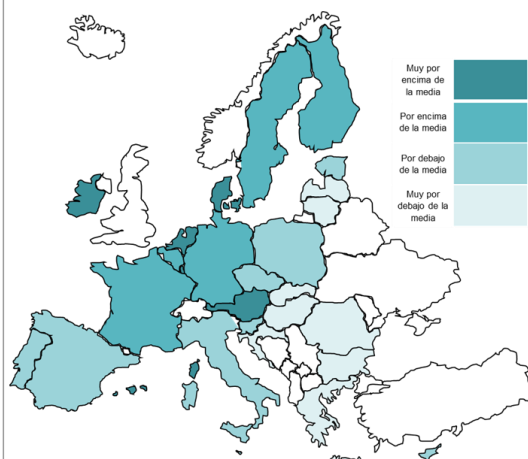 Muy por
encima de
la media
Por encima
de la media
Por debajo
de la media
Muy por
debajo de la
media